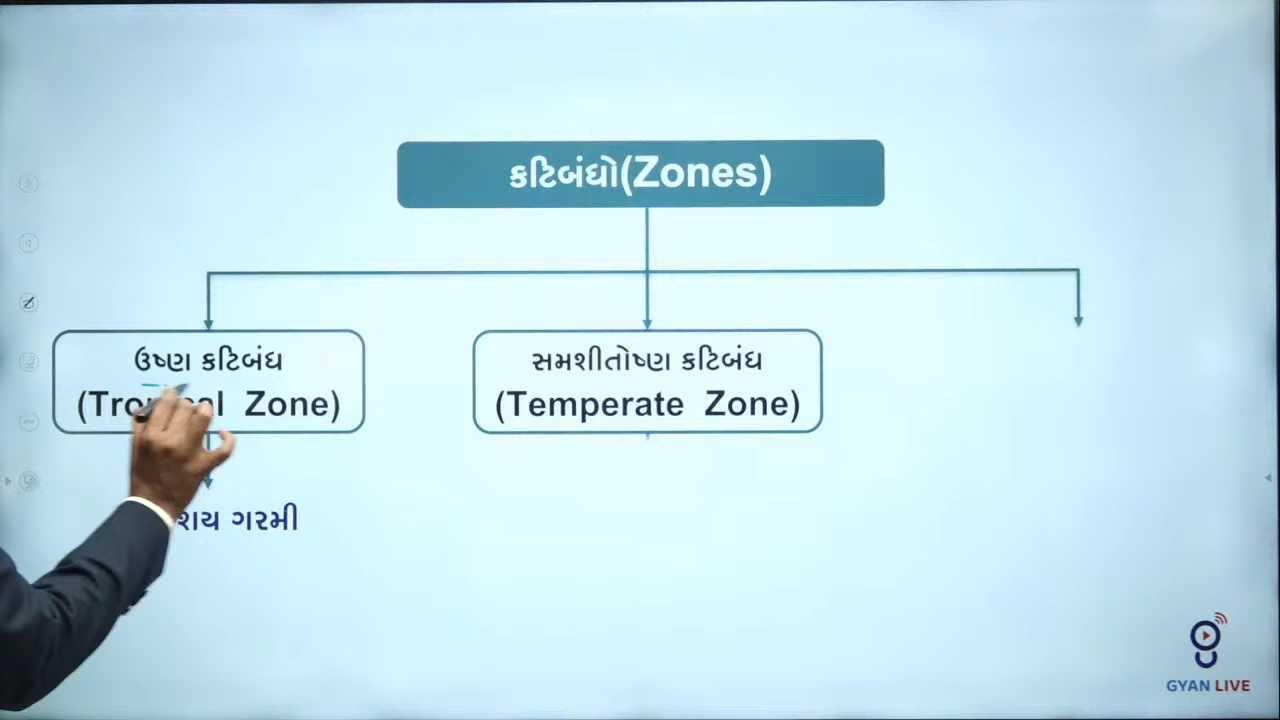 કટિબંધો(Zones)
ઉષ્ણ કટિબંધ
Zone)
સમશીતોષ્ણ કટિબંધ
(Temperate Zone)
ગરમી
GYAN LIVE